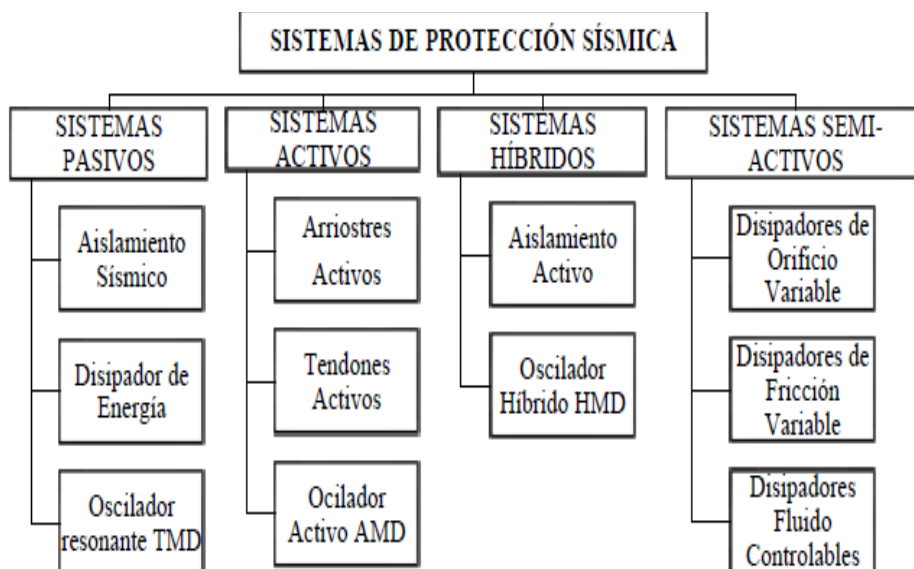 SISTEMAS DE PROTECCIÓN SÍSMICA
SISTEMAS
PASIVOS
Aislamiento
Sísmico
Disipador de
Energía
Oscilador
resonante TMD
SISTEMAS
ACTIVOS
Arriostres
Activos
Tendones
Activos
Ocilador
Activo AMD
SISTEMAS
HÍBRIDOS
Aislamiento
Activo
Oscilador
Híbrido HMD
SISTEMAS SEMI-
ACTIVOS
Disipadores de
Orificio
Variable
Disipadores de
Fricción
Variable
Disipadores
Fluido
Controlables